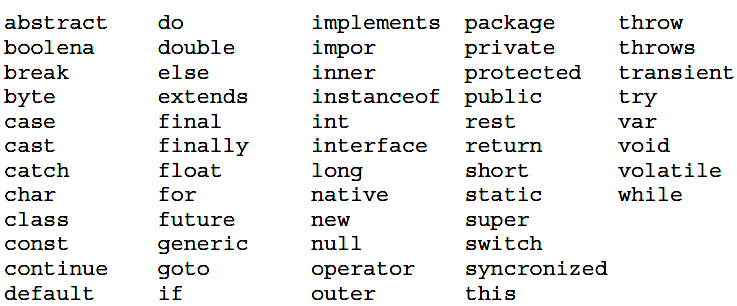 abstract do implements package throw
boolena double impor private throws
break else inner protected transient
byte extends instanceof public try
case final int rest var
cast finally interface return void
catch float long short volatile
char for native static while
class future new super
const generic null switch
continue goto operator syncronized
default if outer this